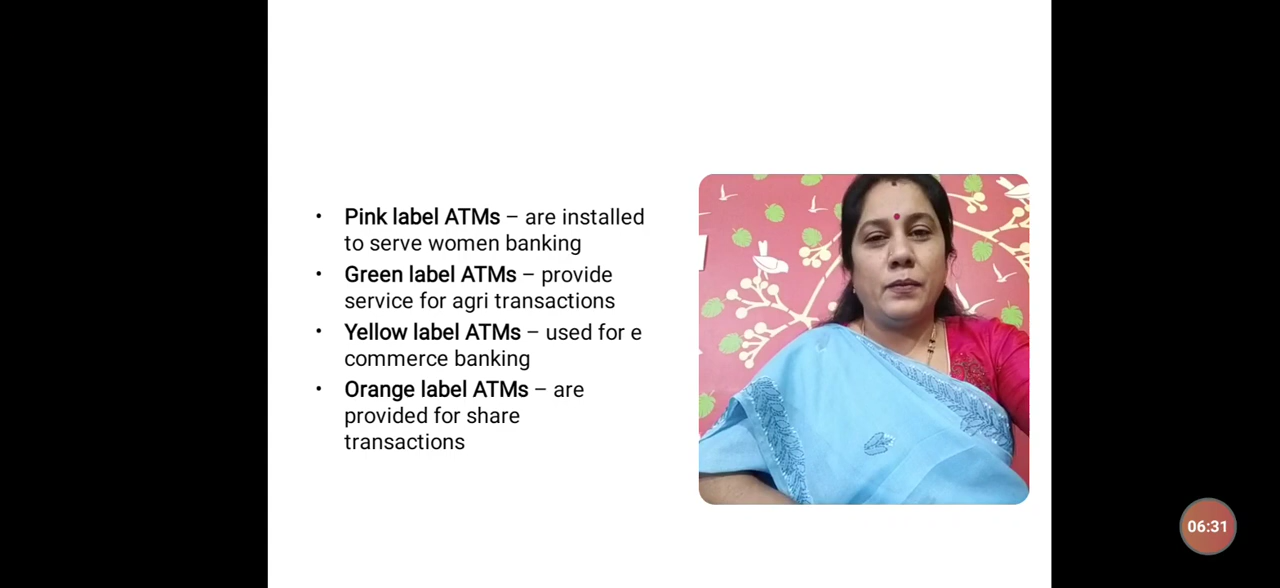 • Pink label ATMs – are installed
to serve women banking
• Green label ATMs – provide
service for agri transactions
• Yellow label ATMs – used for e
commerce banking
• Orange label ATMs – are
provided for share
transactions
06:31